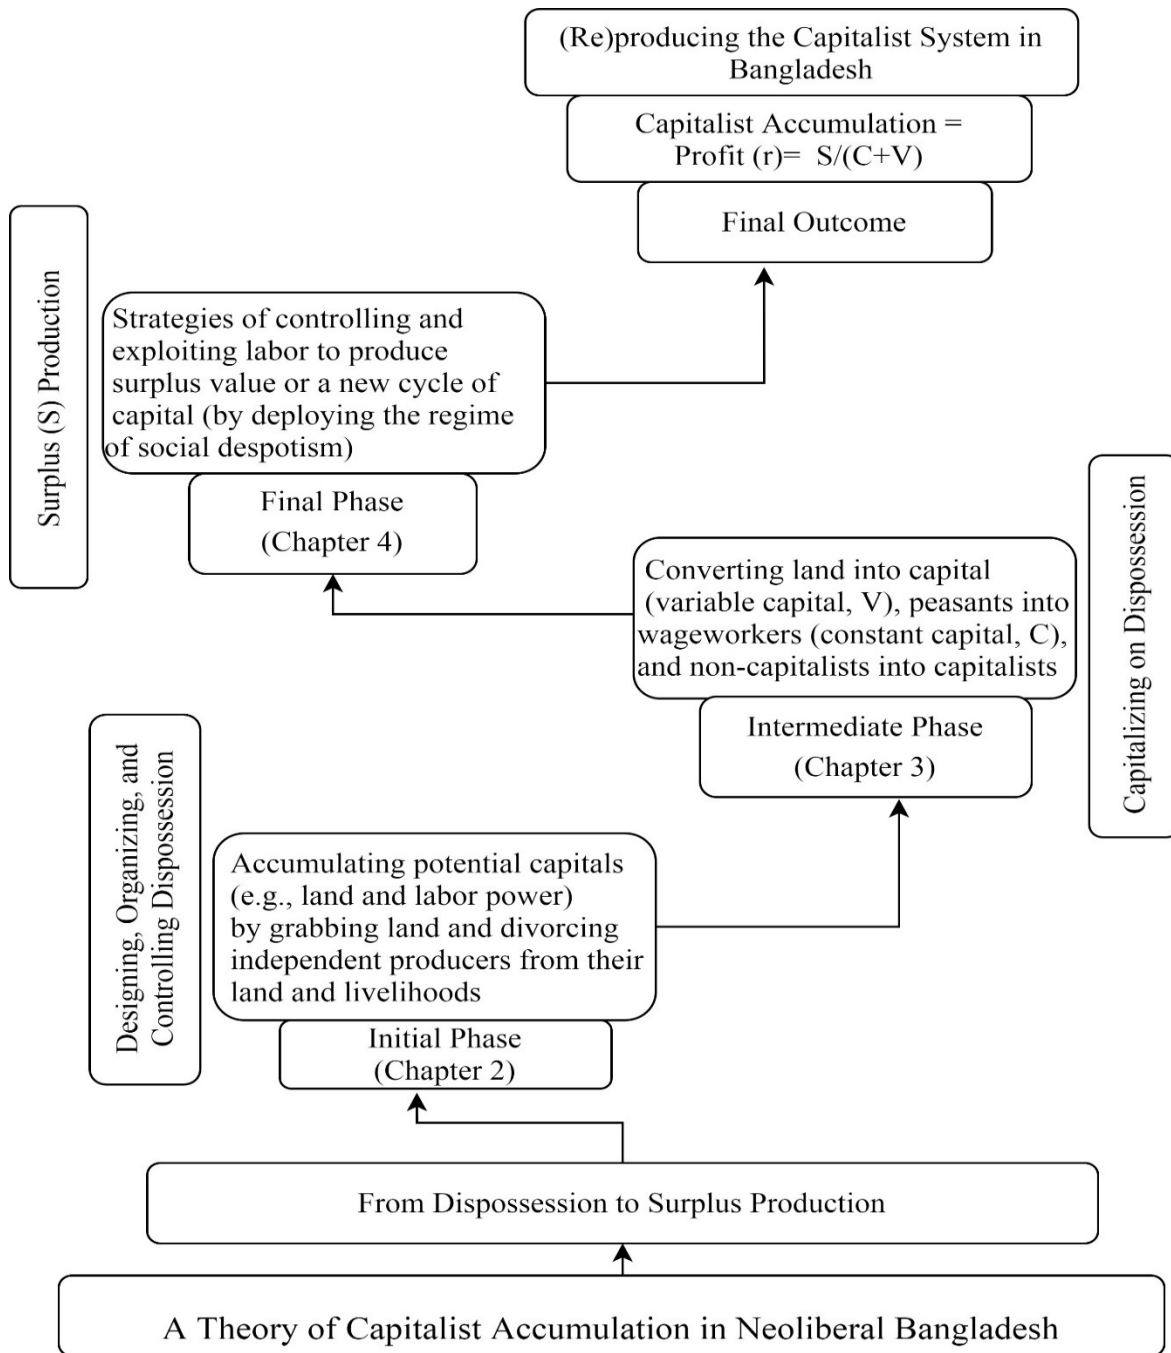 (Re)producing the Capitalist System in
Bangladesh
Capitalist Accumulation =
Profit (r)= S/(C+V)
Final Outcome
Surplus (S) Production
Strategies of controlling and
exploiting labor to produce
surplus value or a new cycle of
capital (by deploying the regime
of social despotism)
Final Phase
(Chapter 4)
Capitalizing on Dispossession
Converting land into capital
(variable capital, V), peasants into
wageworkers (constant capital, C),
and non-capitalists into capitalists
Intermediate Phase
(Chapter 3)
Designing, Organizing, and
Controlling Dispossession
Accumulating potential capitals
(e.g., land and labor power)
by grabbing land and divorcing
independent producers from their
land and livelihoods
Initial Phase
(Chapter 2)
From Dispossession to Surplus Production
A Theory of Capitalist Accumulation in Neoliberal Bangladesh